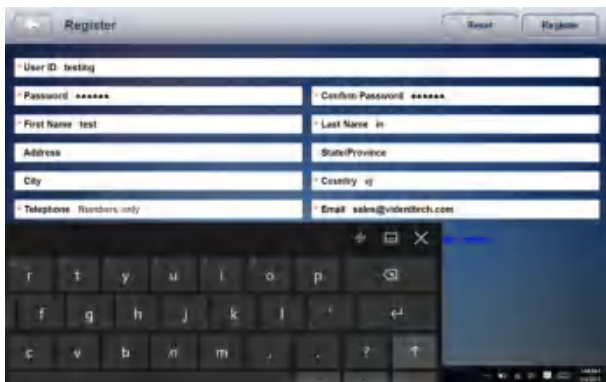 Register Reset Register
* User ID testing
* Password •••••• * Confirm Password ••••••
* First Name test * Last Name in
Address State/Province
City * Country
* Telephone Numbers only * Email sales@videnttech.com
r t y u i o p
f g h j k l '
c v b n m , . ?